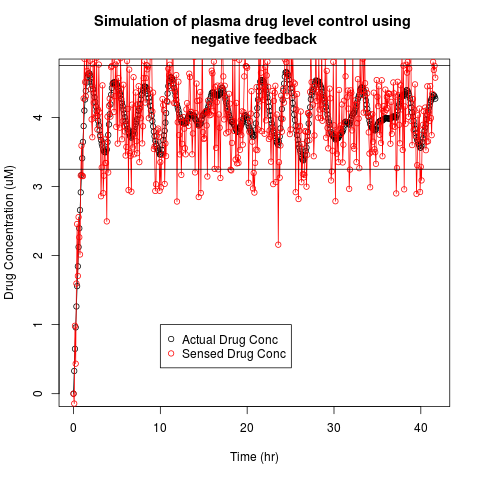 Simulation of plasma drug level control using
negative feedback
Drug Concentration (uM)
4
3
2
1
0
Actual Drug Conc
Sensed Drug Conc
0 10 20 30 40
Time (hr)